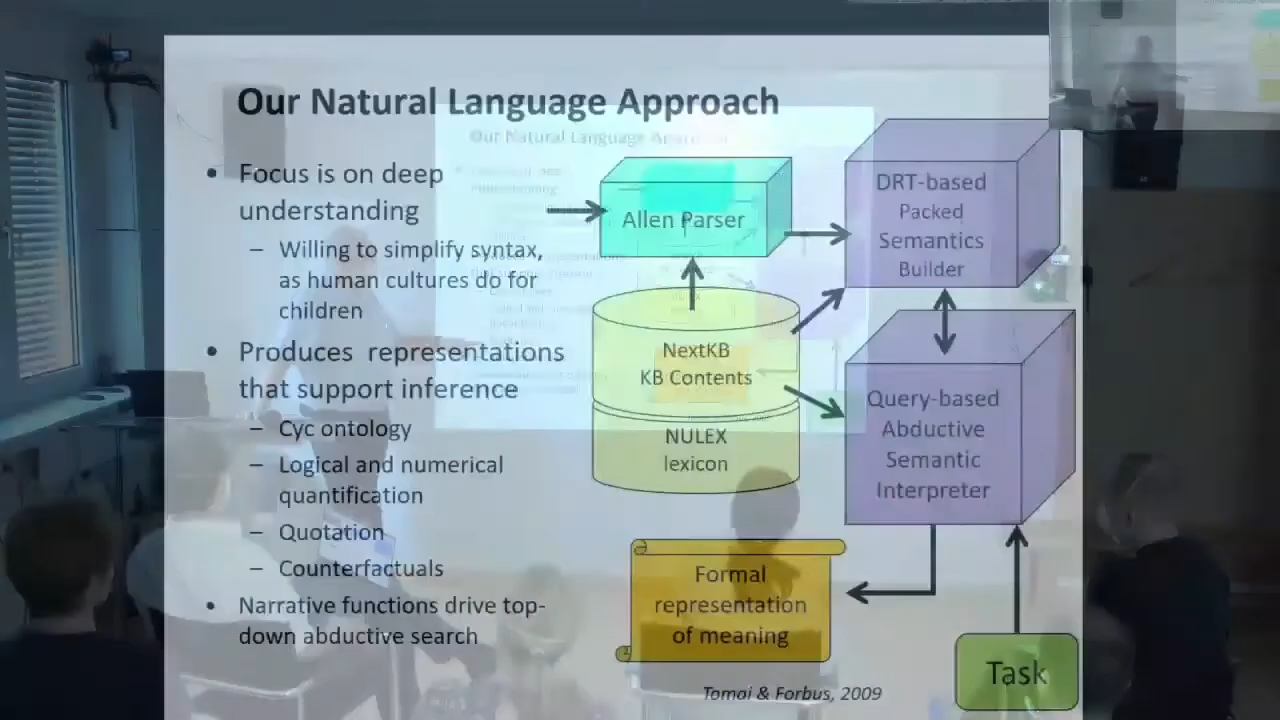 Our Natural Language Approach
• Focus is on deep
understanding
– Willing to simplify syntax,
as human cultures do for
children
• Produces representations
that support inference
– Cyc ontology
– Logical and numerical
quantification
– Quotation
– Counterfactuals
• Narrative functions drive top-
down abductive search
Allen Parser
DRT-based
Packed
Semantics
Builder
NextKB
KB Contents
NULEX
lexicon
Query-based
Abductive
Semantic
Interpreter
Formal
representation
of meaning
Task
Tomai & Forbus, 2009
Our Natural Language